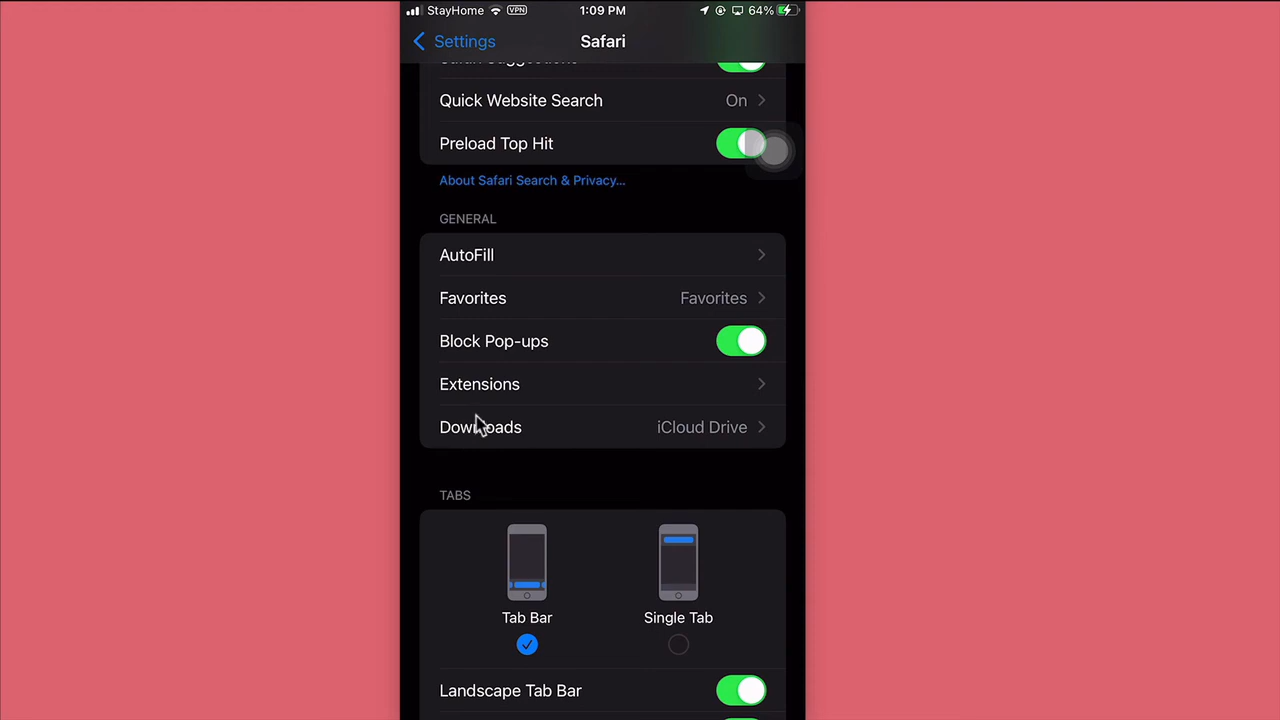 StayHome VPN 1:09 PM 64%
Settings Safari
Safari Suggestions
Quick Website Search On
Preload Top Hit
About Safari Search & Privacy...
GENERAL
AutoFill
Favorites Favorites
Block Pop-ups
Extensions
Downloads iCloud Drive
TABS
Tab Bar Single Tab
Landscape Tab Bar